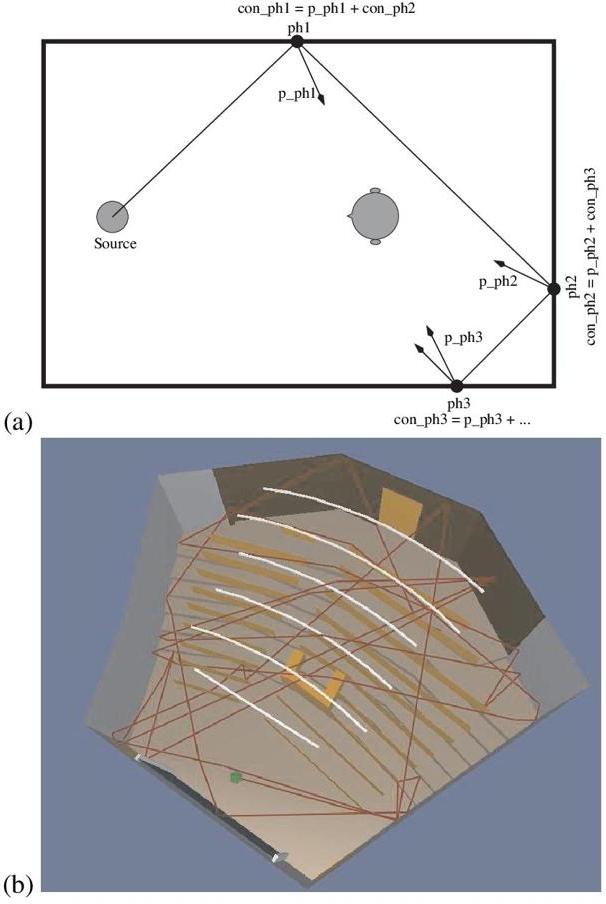 con_ph1 = p_ph1 + con_ph2
ph1
p_ph1
Source
p_ph2
ph2
con_ph2 = p_ph2 + con_ph3
p_ph3
ph3
con_ph3 = p_ph3 + ...
(a)
(b)